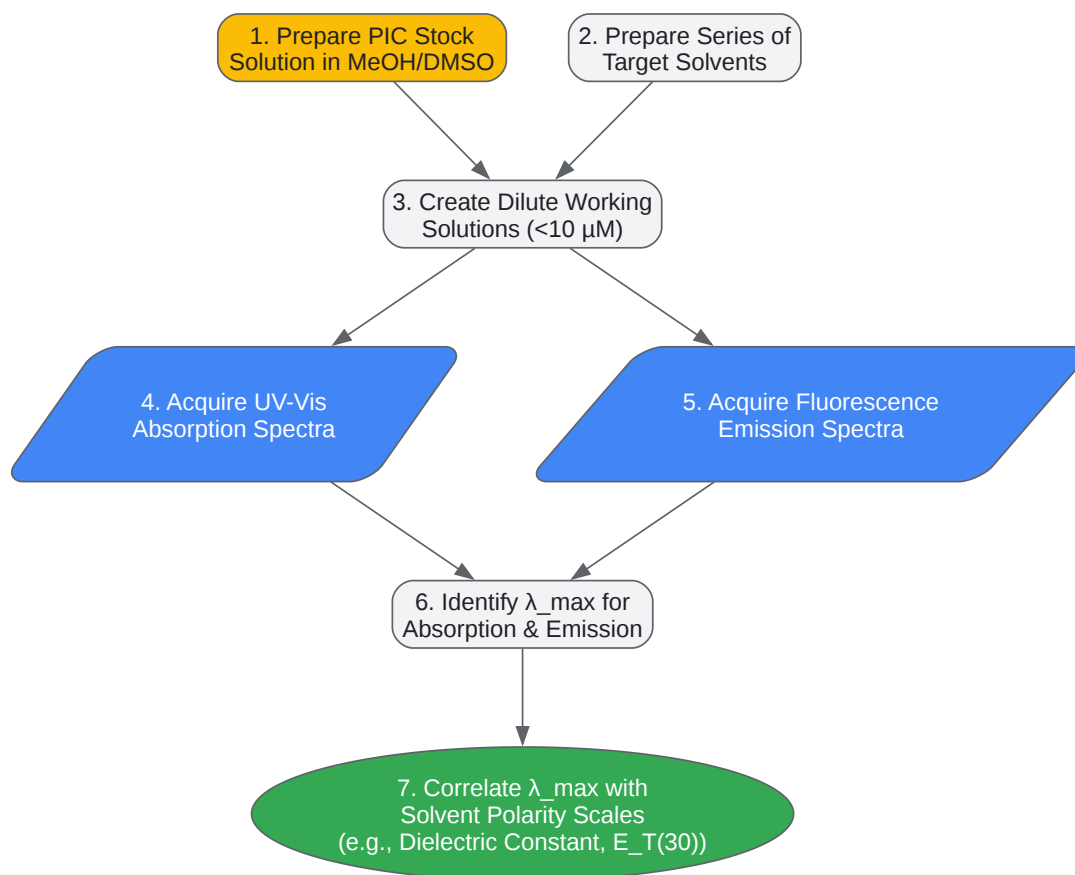 1. Prepare PIC Stock
Solution in MeOH/DMSO
2. Prepare Series of
Target Solvents
3. Create Dilute Working
Solutions (<10 µM)
4. Acquire UV-Vis
Absorption Spectra
5. Acquire Fluorescence
Emission Spectra
6. Identify λ_max for
Absorption & Emission
7. Correlate λ_max with
Solvent Polarity Scales
(e.g., Dielectric Constant, E_T(30))